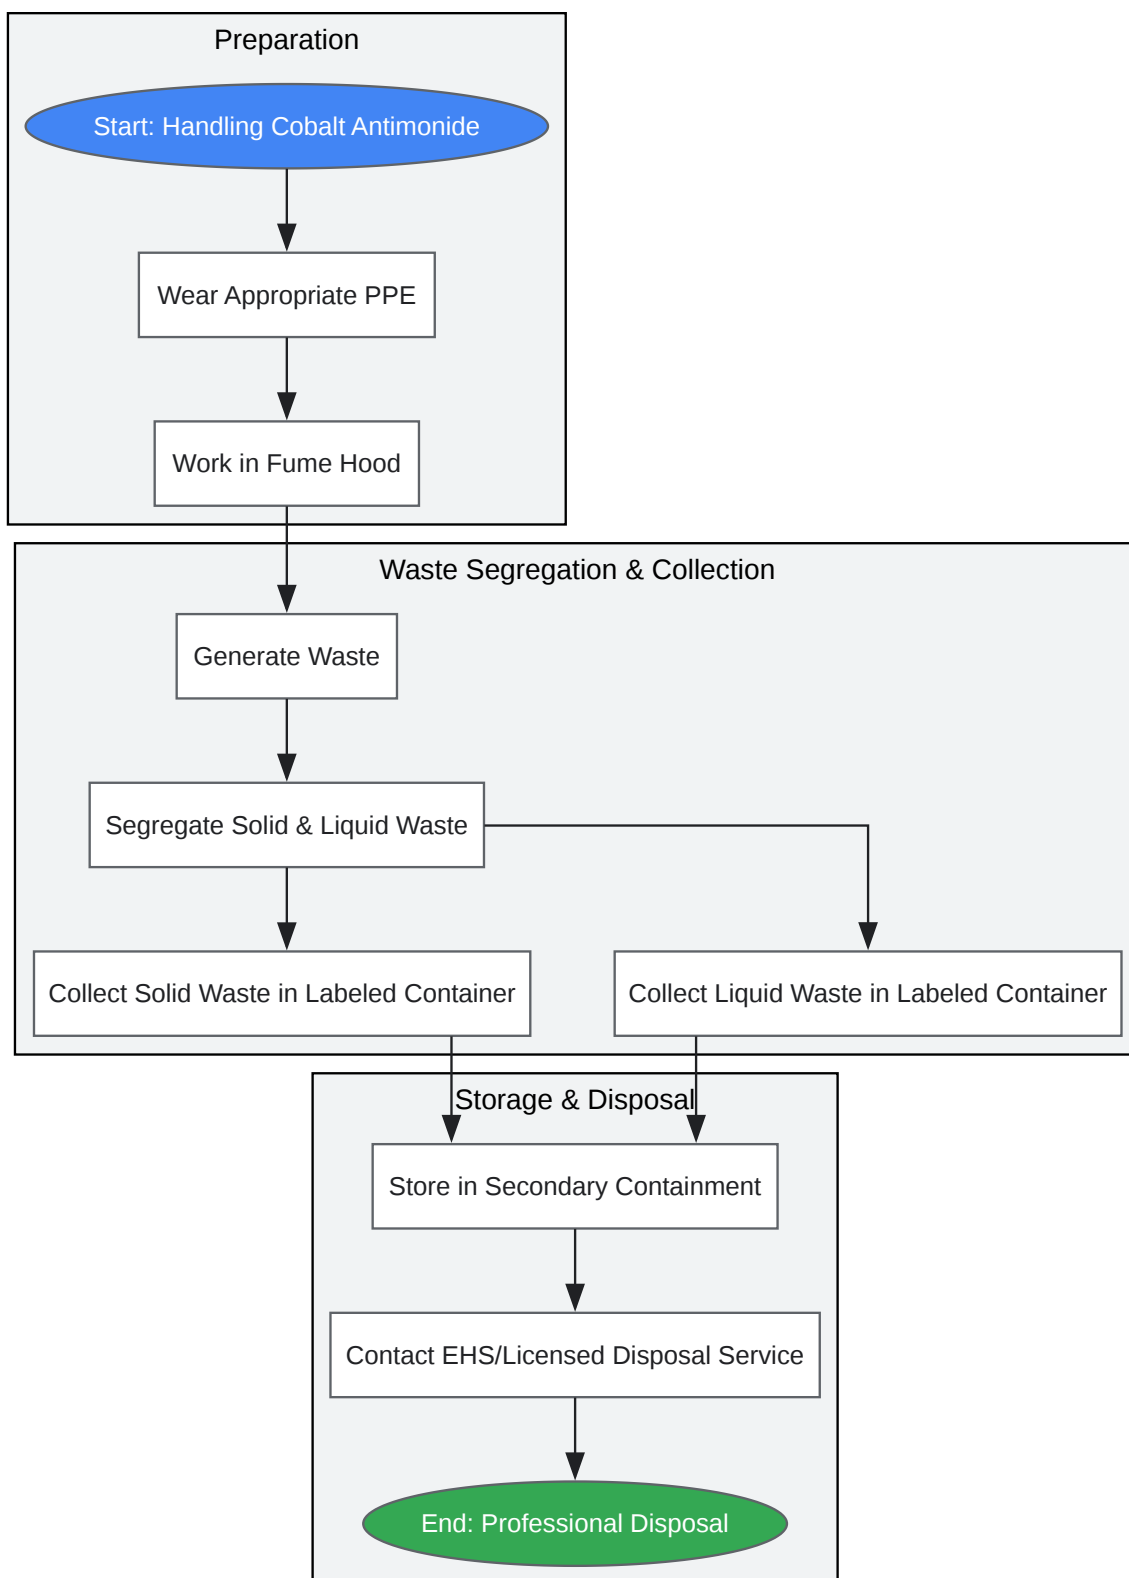 Preparation
Start: Handling Cobalt Antimonide
Wear Appropriate PPE
Work in Fume Hood
Waste Segregation & Collection
Generate Waste
Segregate Solid & Liquid Waste
Collect Solid Waste in Labeled Container
Collect Liquid Waste in Labeled Container
Storage & Disposal
Store in Secondary Containment
Contact EHS/Licensed Disposal Service
End: Professional Disposal